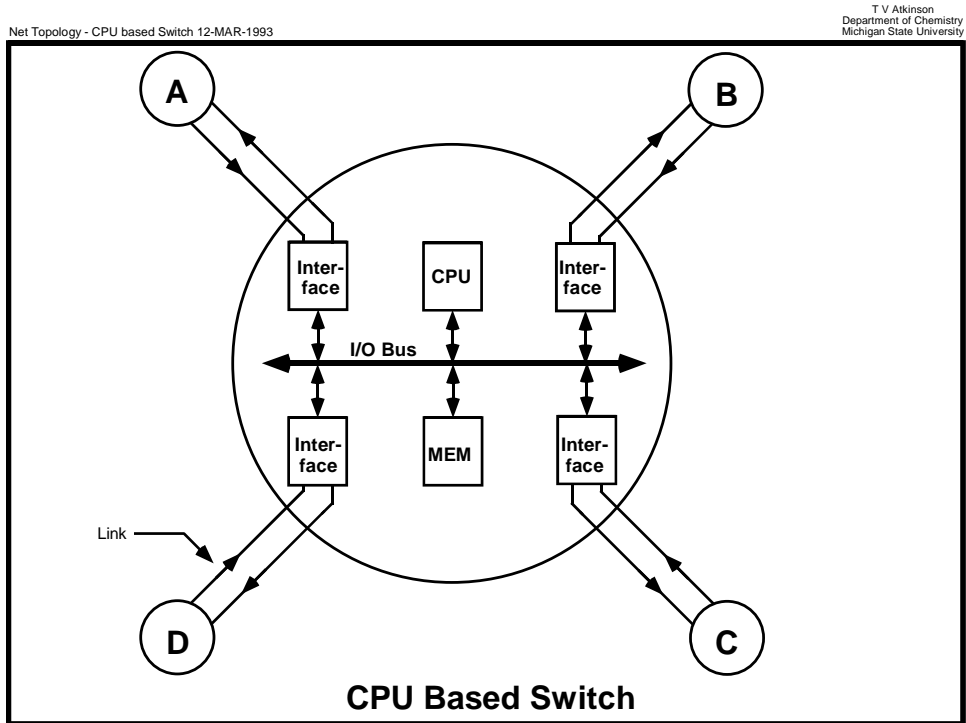 T V Atkinson
Department of Chemistry
Michigan State University
Net Topology - CPU based Switch 12-MAR-1993
A
B
Inter-
face
CPU
Inter-
face
I/O Bus
Inter-
face
MEM
Inter-
face
Link
D
C
CPU Based Switch